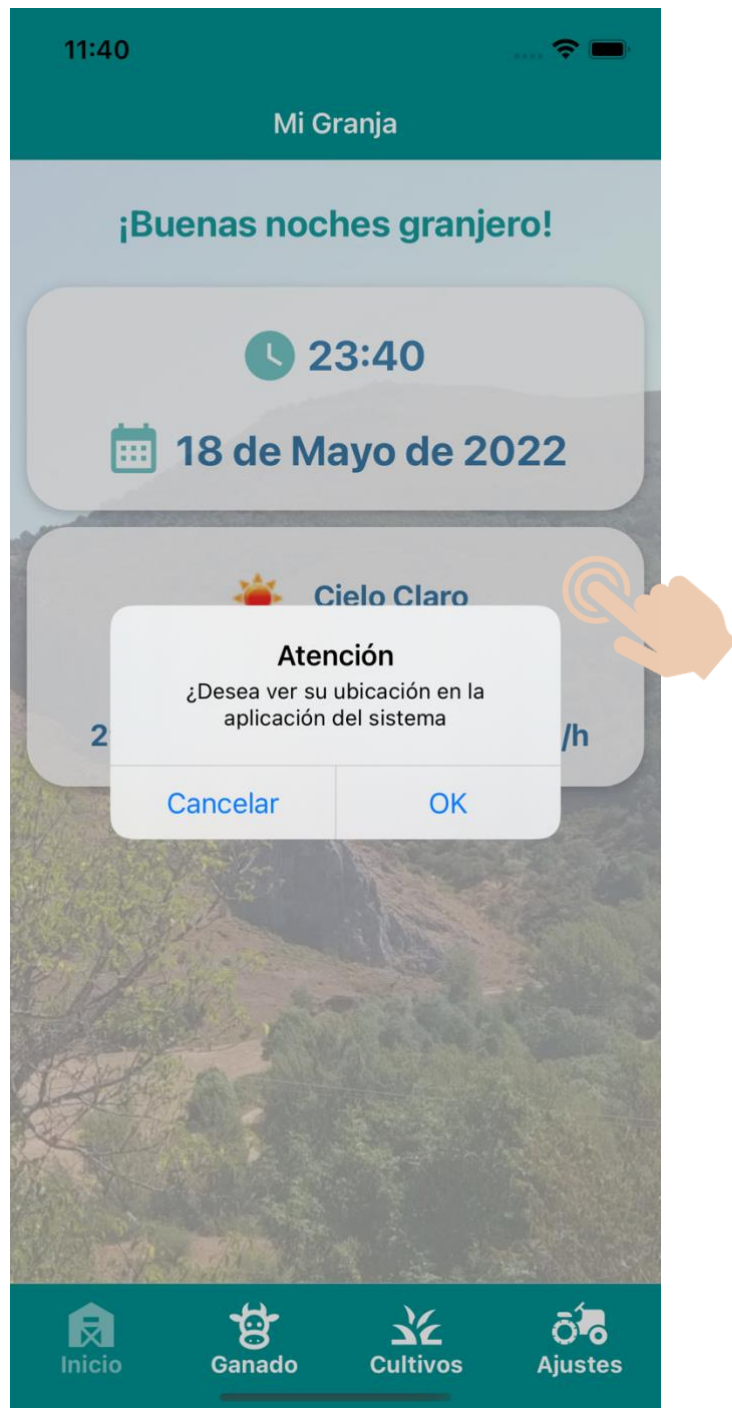 11:40
Mi Granja
¡Buenas noches granjero!
23:40
18 de Mayo de 2022
Cielo Claro
Atención
¿Desea ver su ubicación en la
aplicación del sistema
2
/h
Cancelar
OK
Inicio
Ganado
Cultivos
Ajustes